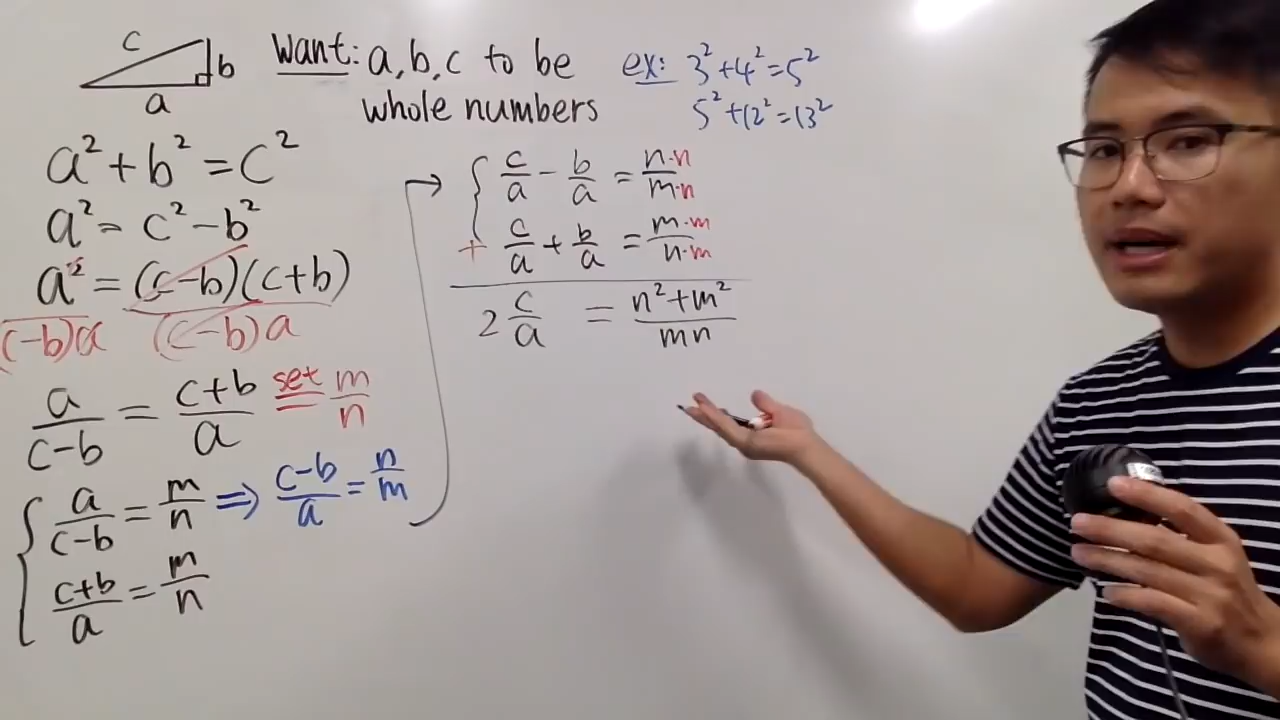 c
b
a
Want: a,b,c to be
whole numbers
ex: 3²+4²=5²
5²+12²=13²
a²+b²=c²
a²=c²-b²
a²=(c-b)(c+b)
(c-b)a (c-b)a
a/(c-b) = (c+b)/a set= m/n
a/(c-b) = m/n ⇒ (c-b)/a = n/m
(c+b)/a = m/n
c/a - b/a = n·n/m·n
+ c/a + b/a = m·m/n·m
2 c/a = n²+m²/mn